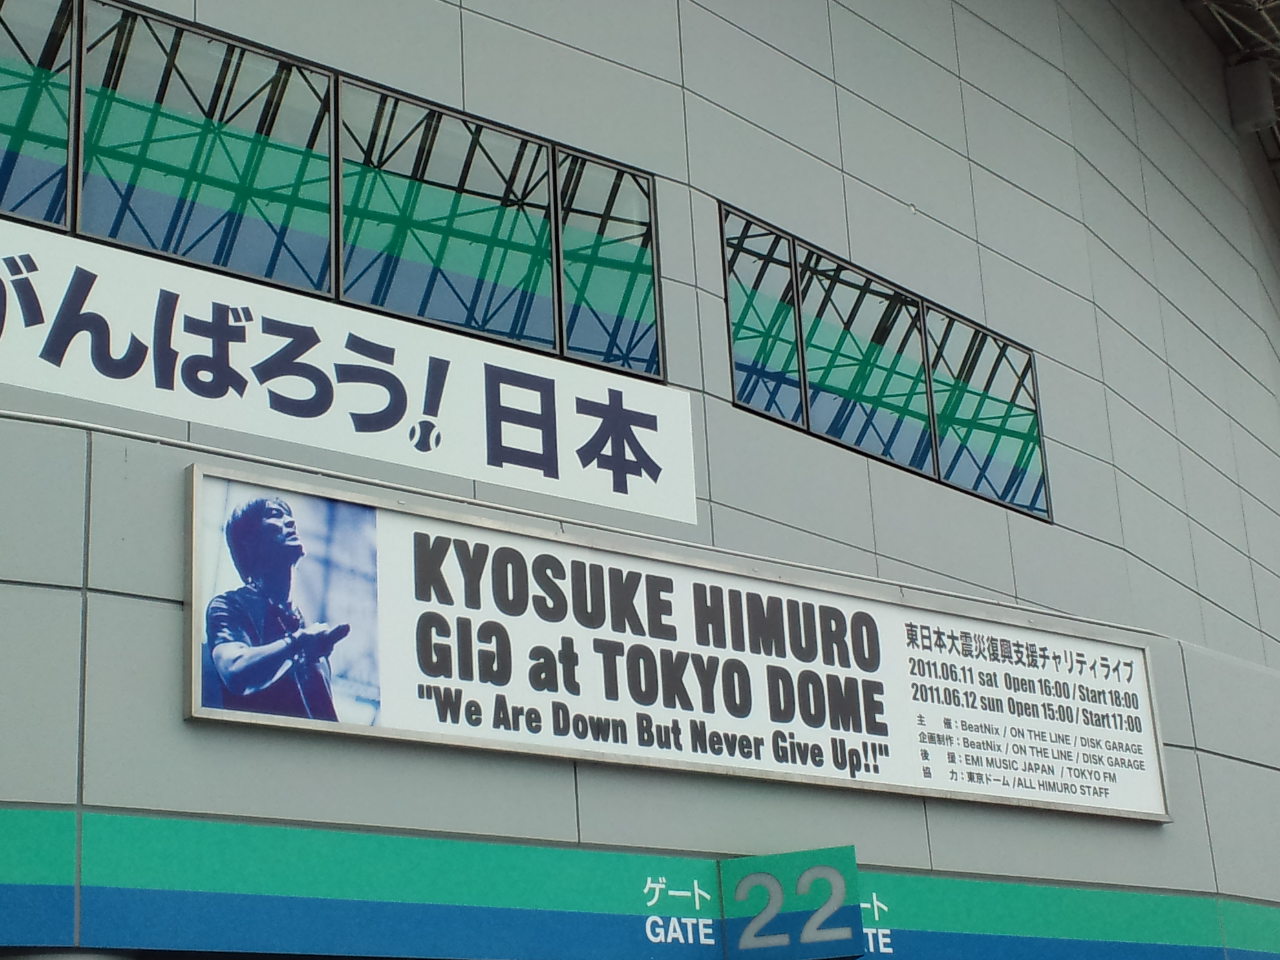 がんばろう！日本
KYOSUKE HIMURO
GIG at TOKYO DOME
"We Are Down But Never Give Up!!"
東日本大震災復興支援チャリティライブ
2011.06.11 sat Open 16:00 / Start 18:00
2011.06.12 sun Open 15:00 / Start 17:00
主　催：BeatNix / ON THE LINE / DISK GARAGE
企画制作：BeatNix / ON THE LINE / DISK GARAGE
後　援：EMI MUSIC JAPAN / TOKYO FM
協　力：東京ドーム / ALL HIMURO STAFF
ゲート
GATE
22
ート
TE